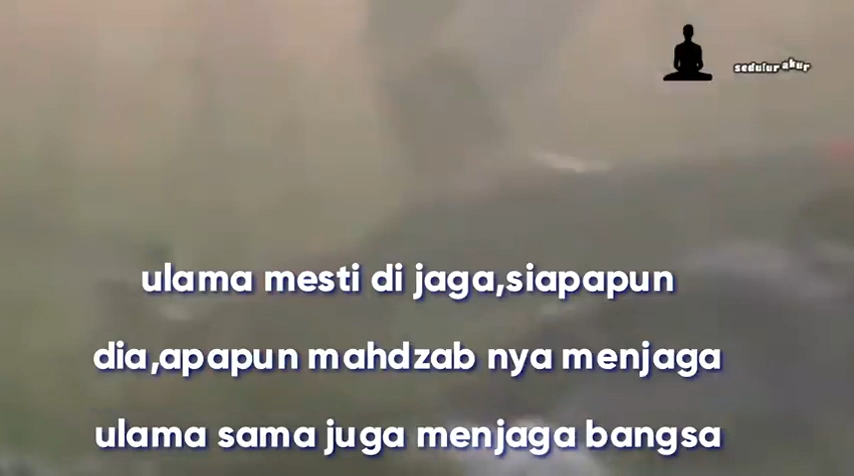 sedulur akur
ulama mesti di jaga,siapapun
dia,apapun mahdzab nya menjaga
ulama sama juga menjaga bangsa